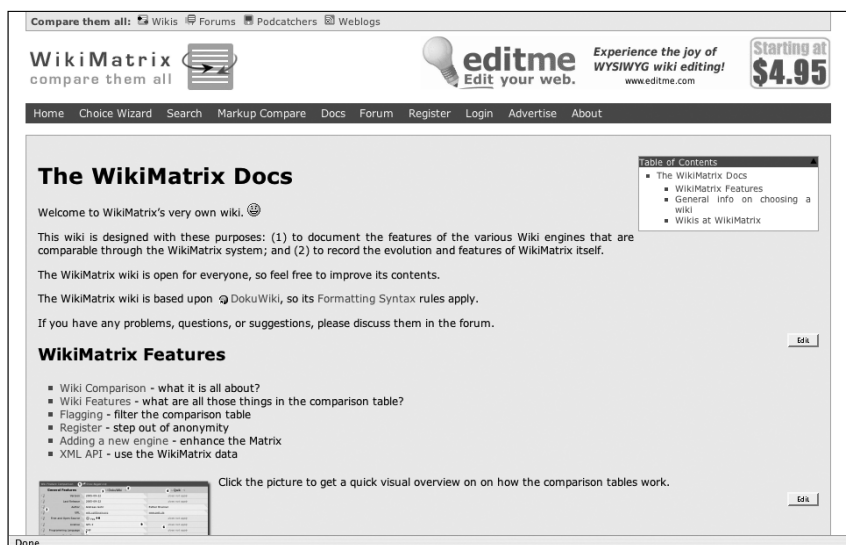 Compare them all: Wikis Forums Podcatchers Weblogs
WikiMatrix
compare them all
editme
Edit your web.
Experience the joy of
WYSIWYG wiki editing!
www.editme.com
Starting at
$4.95
Home Choice Wizard Search Markup Compare Docs Forum Register Login Advertise About
Table of Contents
The WikiMatrix Docs
WikiMatrix Features
General info on choosing a
wiki
Wikis at WikiMatrix
The WikiMatrix Docs
Welcome to WikiMatrix's very own wiki.
This wiki is designed with these purposes: (1) to document the features of the various Wiki engines that are
comparable through the WikiMatrix system; and (2) to record the evolution and features of WikiMatrix itself.
The WikiMatrix wiki is open for everyone, so feel free to improve its contents.
The WikiMatrix wiki is based upon DokuWiki, so its Formatting Syntax rules apply.
If you have any problems, questions, or suggestions, please discuss them in the forum.
Edit
WikiMatrix Features
Wiki Comparison - what it is all about?
Wiki Features - what are all those things in the comparison table?
Flagging - filter the comparison table
Register - step out of anonymity
Adding a new engine - enhance the Matrix
XML API - use the WikiMatrix data
General Features
Click the picture to get a quick visual overview on on how the comparison tables work.
Edit
Done